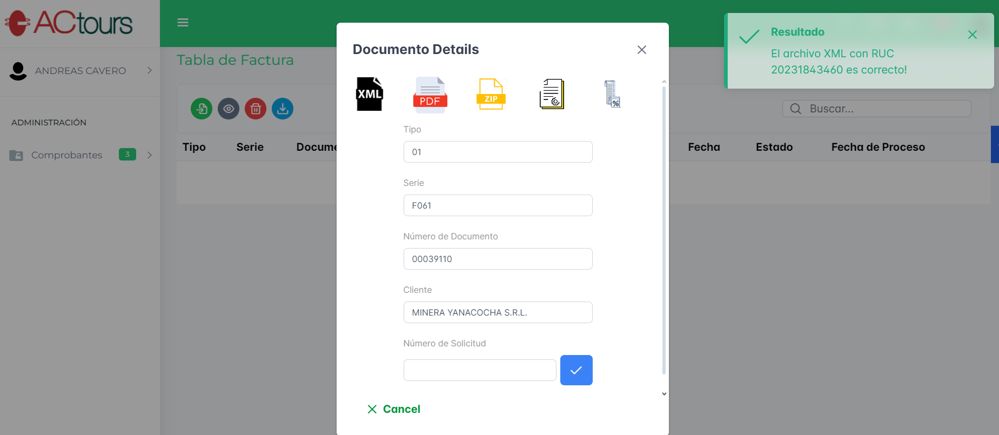 ACtours
ANDREAS CAVERO
ADMINISTRACIÓN
Comprobantes 3
Tabla de Factura
Buscar...
Tipo Serie Docume Fecha Estado Fecha de Proceso
Documento Details
XML PDF ZIP %
Tipo
01
Serie
F061
Número de Documento
00039110
Cliente
MINERA YANACOCHA S.R.L.
Número de Solicitud
Cancel
Resultado
El archivo XML con RUC
20231843460 es correcto!